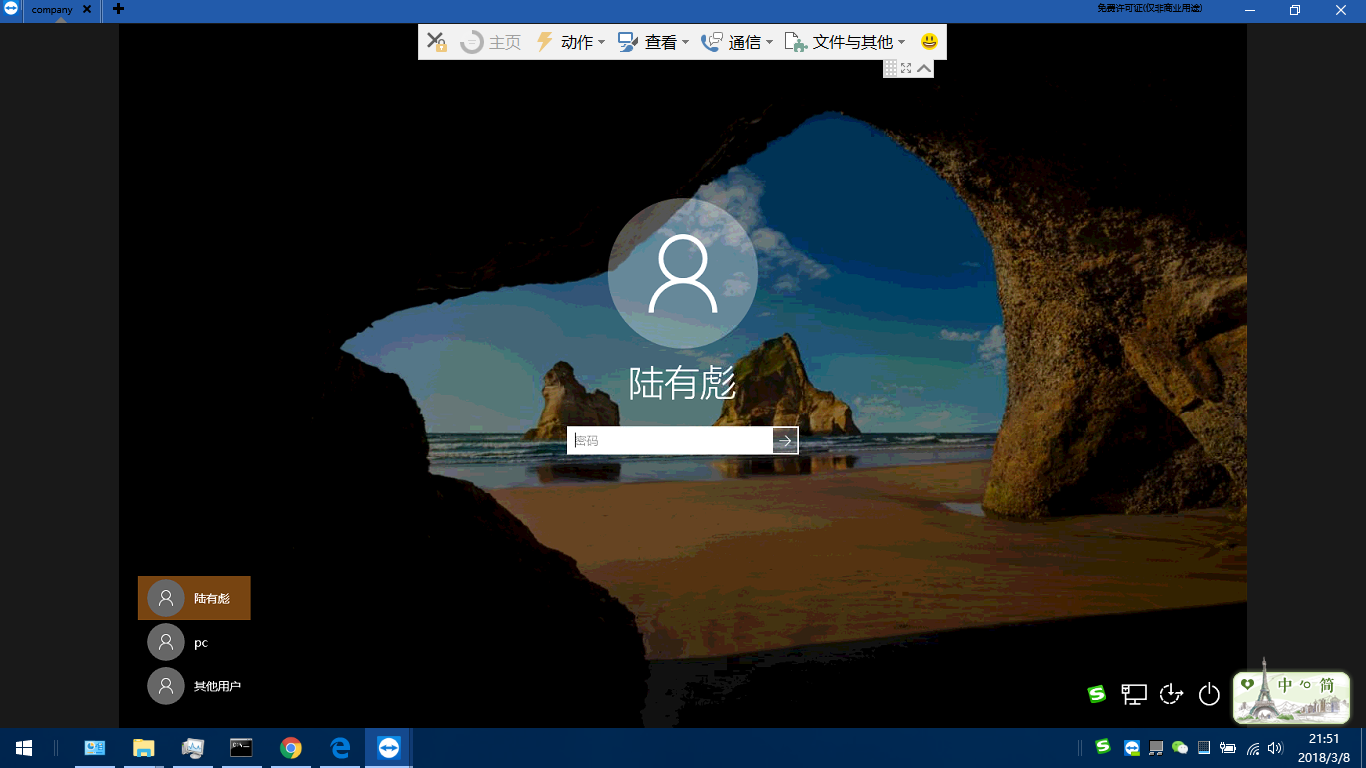 company
免费许可证(仅非商业用途)
主页
动作
查看
通信
文件与其他
陆有彪
密码
陆有彪
pc
其他用户
中
简
21:51
2018/3/8